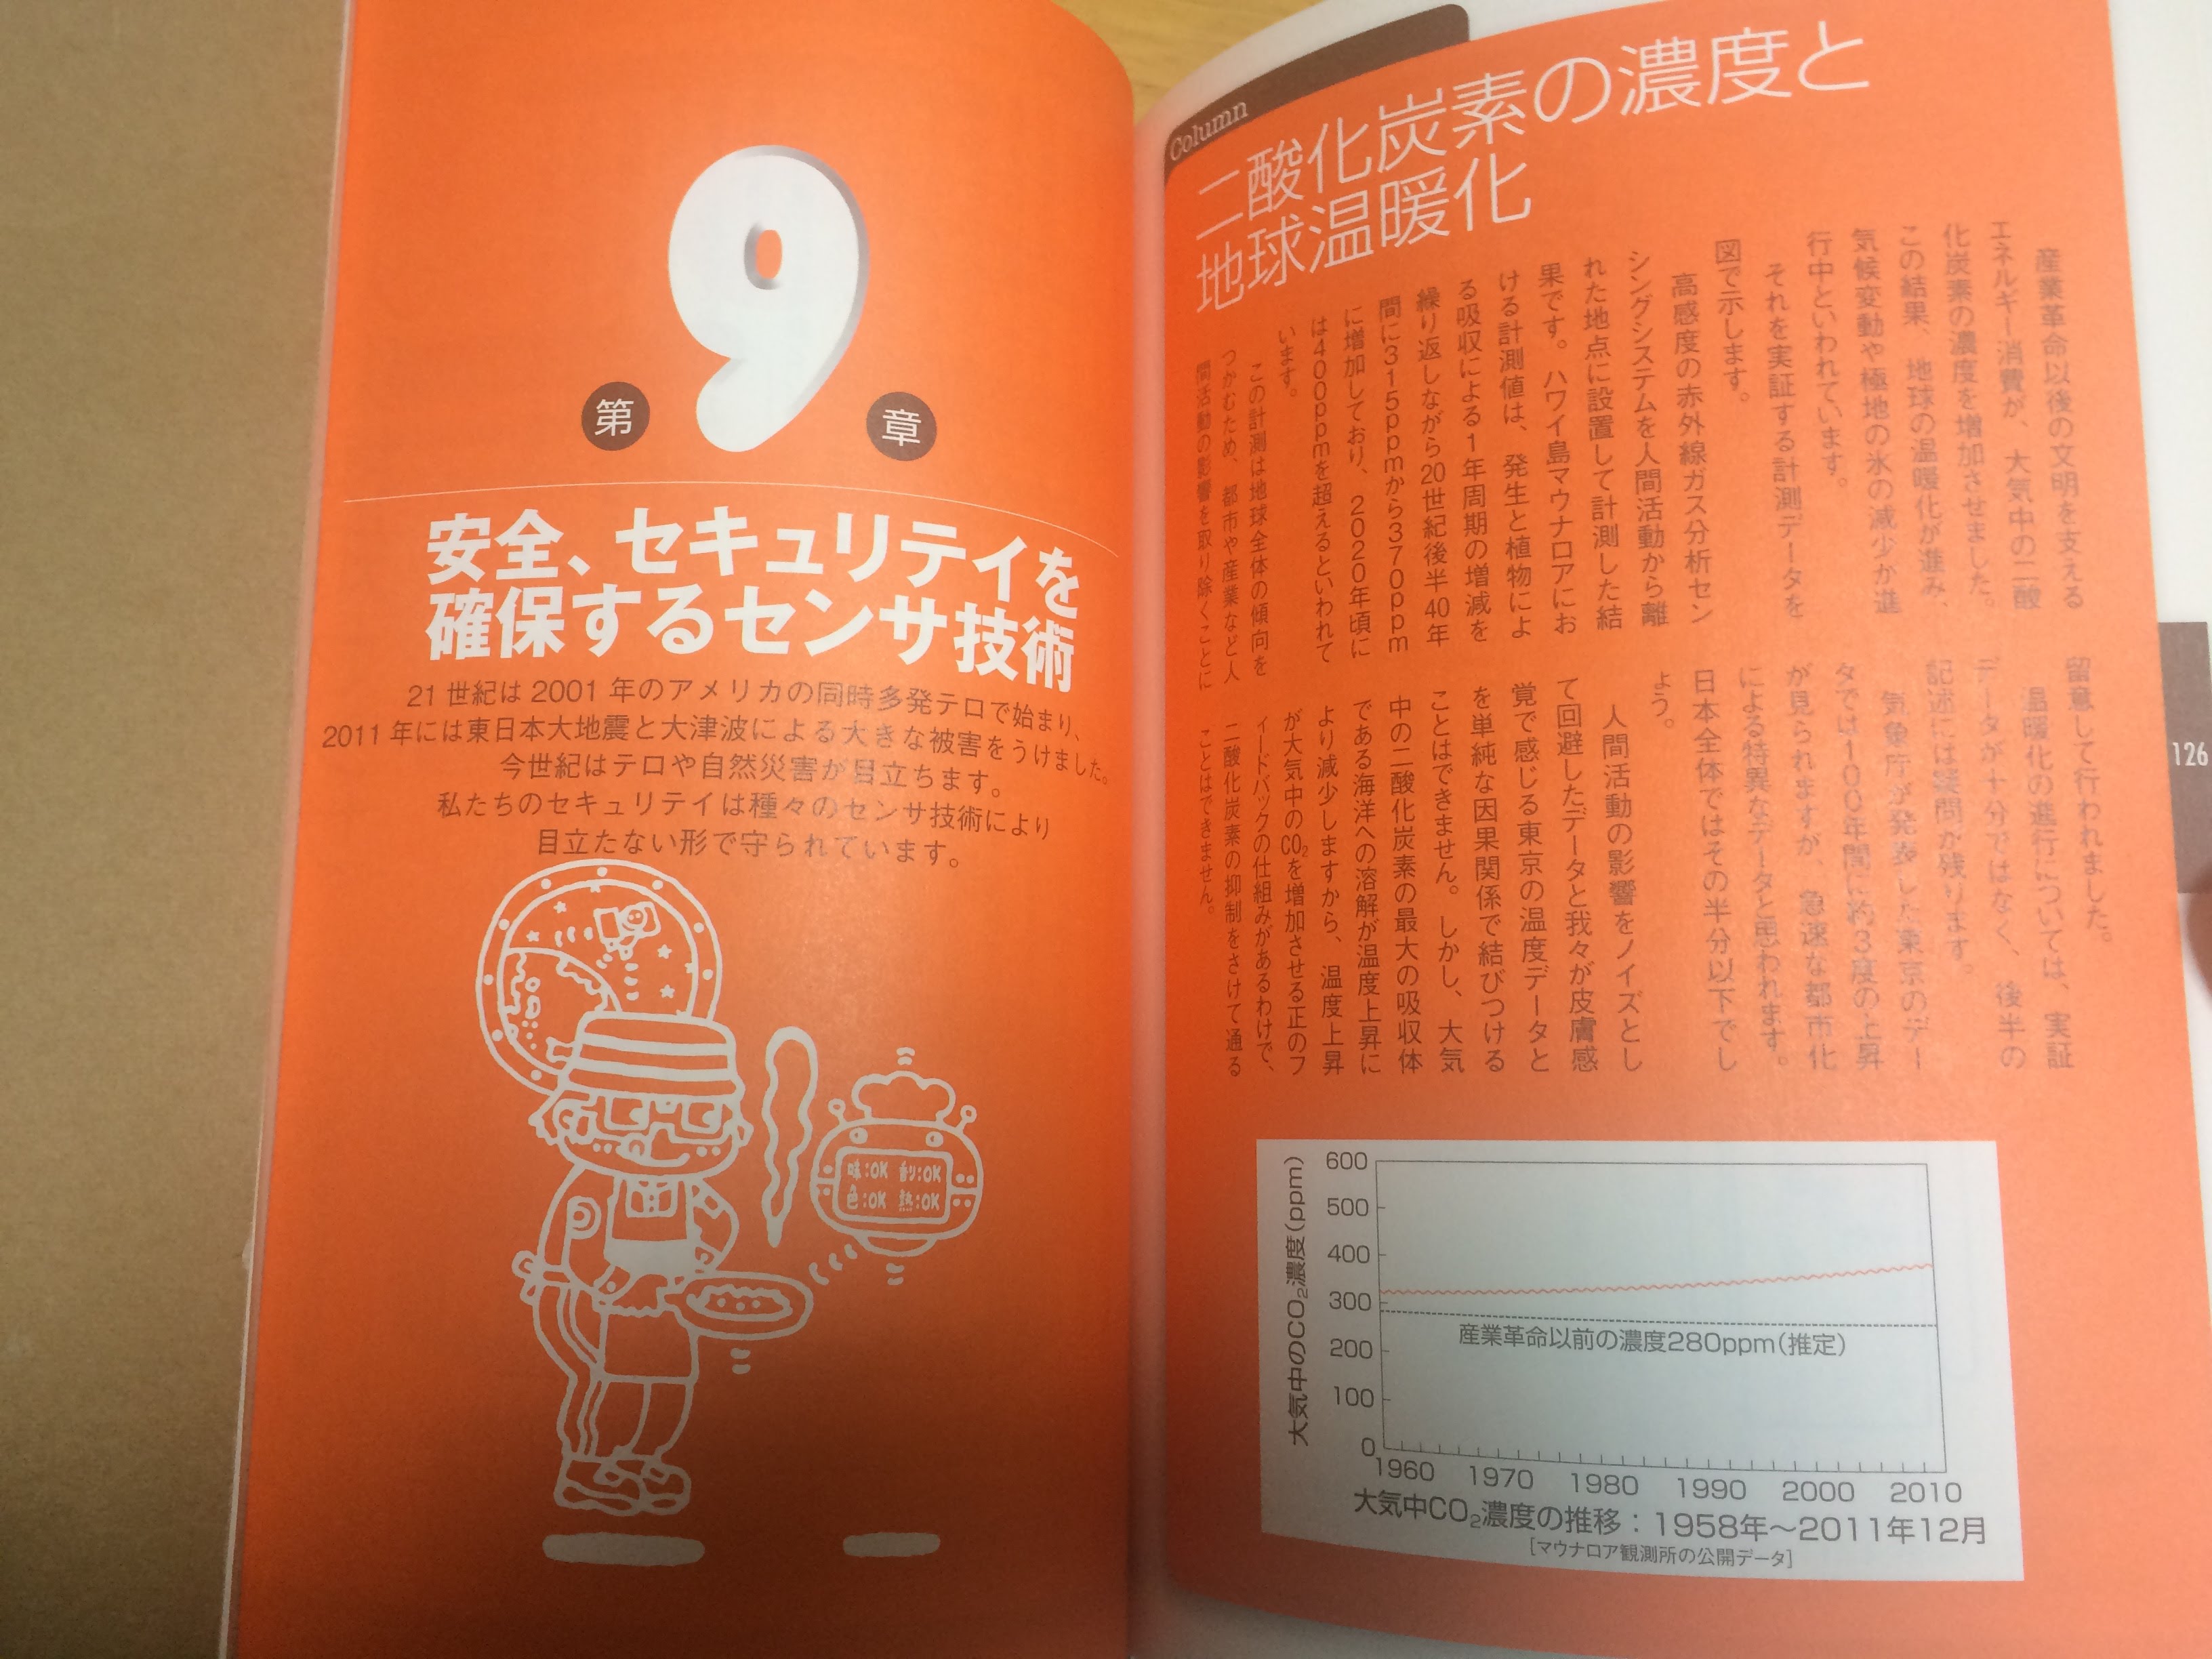 Column
二酸化炭素の濃度と
地球温暖化
産業革命以後の文明を支える
エネルギー消費が、大気中の二酸
化炭素の濃度を増加させました。
この結果、地球の温暖化が進み、
気候変動や極地の氷の減少が進
行中といわれています。
それを実証する計測データを
図で示します。
高感度の赤外線ガス分析セン
シングシステムを人間活動から離
れた地点に設置して計測した結
果です。ハワイ島マウナロアにお
ける計測値は、発生と植物によ
る吸収による1年周期の増減を
繰り返しながら20世紀後半40年
間に315ppmから370ppm
に増加しており、2020年頃に
は400ppmを超えるといわれて
います。
この計測は地球全体の傾向を
つかむため、都市や産業など人
間活動の影響を取り除くことに
留意して行われました。
温暖化の進行については、実証
データが十分ではなく、後半の
記述には疑問が残ります。
気象庁が発表した東京のデー
タでは100年間に約3度の上昇
が見られますが、急速な都市化
による特異なデータと思われます。
日本全体ではその半分以下でし
ょう。
人間活動の影響をノイズとし
て回避したデータと我々が皮膚感
覚で感じる東京の温度データと
を単純な因果関係で結びつける
ことはできません。しかし、大気
中の二酸化炭素の最大の吸収体
である海洋への溶解が温度上昇に
より減少しますから、温度上昇
が大気中のCO₂を増加させる正のフ
ィードバックの仕組みがあるわけで、
二酸化炭素の抑制をさけて通る
ことはできません。
大気中のCO₂濃度(ppm)
600
500
400
300
200
100
0
産業革命以前の濃度280ppm(推定)
1960 1970 1980 1990 2000 2010
大気中CO₂濃度の推移：1958年～2011年12月
[マウナロア観測所の公開データ]
126
第9章
安全、セキュリテイを
確保するセンサ技術
21世紀は2001年のアメリカの同時多発テロで始まり、
2011年には東日本大地震と大津波による大きな被害をうけました。
今世紀はテロや自然災害が目立ちます。
私たちのセキュリテイは種々のセンサ技術により
目立たない形で守られています。
味:OK 香り:OK
色:OK 熱:OK